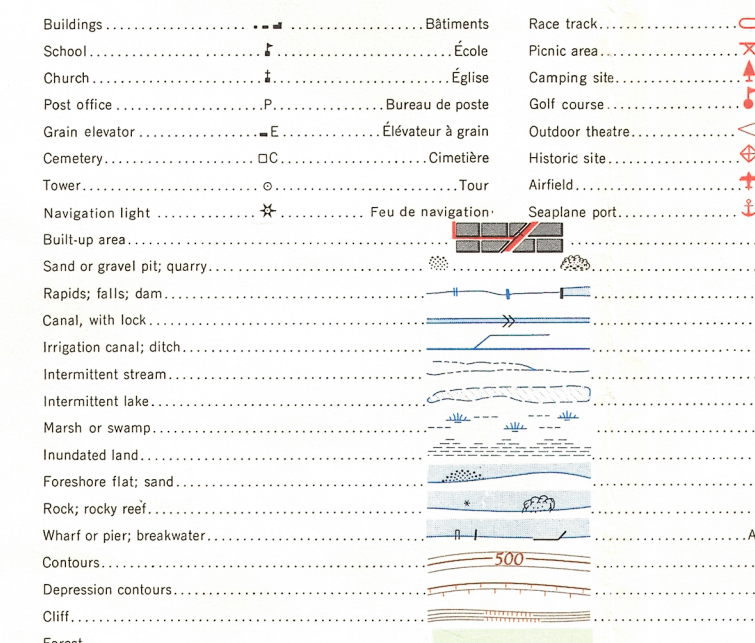 Buildings Bâtiments Race track
School École Picnic area
Church Église Camping site
Post office P Bureau de poste Golf course
Grain elevator E Élévateur à grain Outdoor theatre
Cemetery C Cimetière Historic site
Tower Tour Airfield
Navigation light Feu de navigation Seaplane port
Built-up area
Sand or gravel pit; quarry
Rapids; falls; dam
Canal, with lock
Irrigation canal; ditch
Intermittent stream
Intermittent lake
Marsh or swamp
Inundated land
Foreshore flat; sand
Rock; rocky reef
Wharf or pier; breakwater A
Contours 500
Depression contours
Cliff
Forest